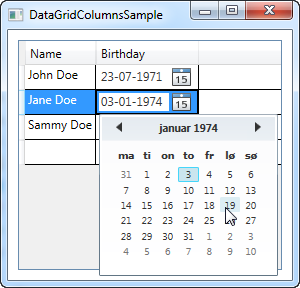 DataGridColumnsSample
Name Birthday
John Doe 23-07-1971 15
Jane Doe 03-01-1974 15
Sammy Doe
januar 1974
ma ti on to fr lø sø
31 1 2 3 4 5 6
7 8 9 10 11 12 13
14 15 16 17 18 19 20
21 22 23 24 25 26 27
28 29 30 31 1 2 3
4 5 6 7 8 9 10